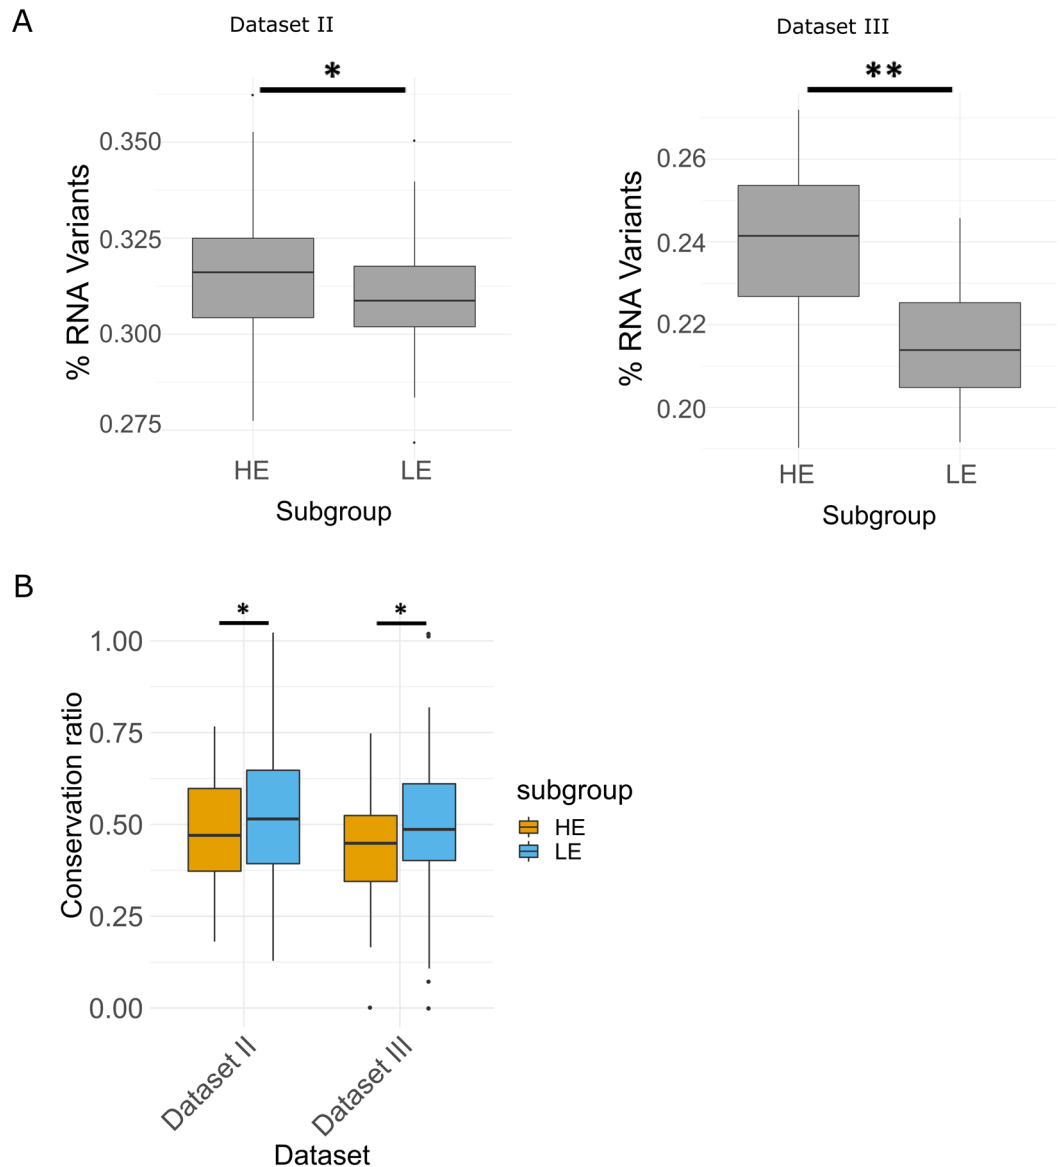 A
Dataset II
Dataset III
*
**
% RNA Variants
0.350
0.325
0.300
0.275
HE
LE
Subgroup
% RNA Variants
0.26
0.24
0.22
0.20
HE
LE
Subgroup
B
*
*
Conservation ratio
1.00
0.75
0.50
0.25
0.00
Dataset II
Dataset III
Dataset
subgroup
HE
LE